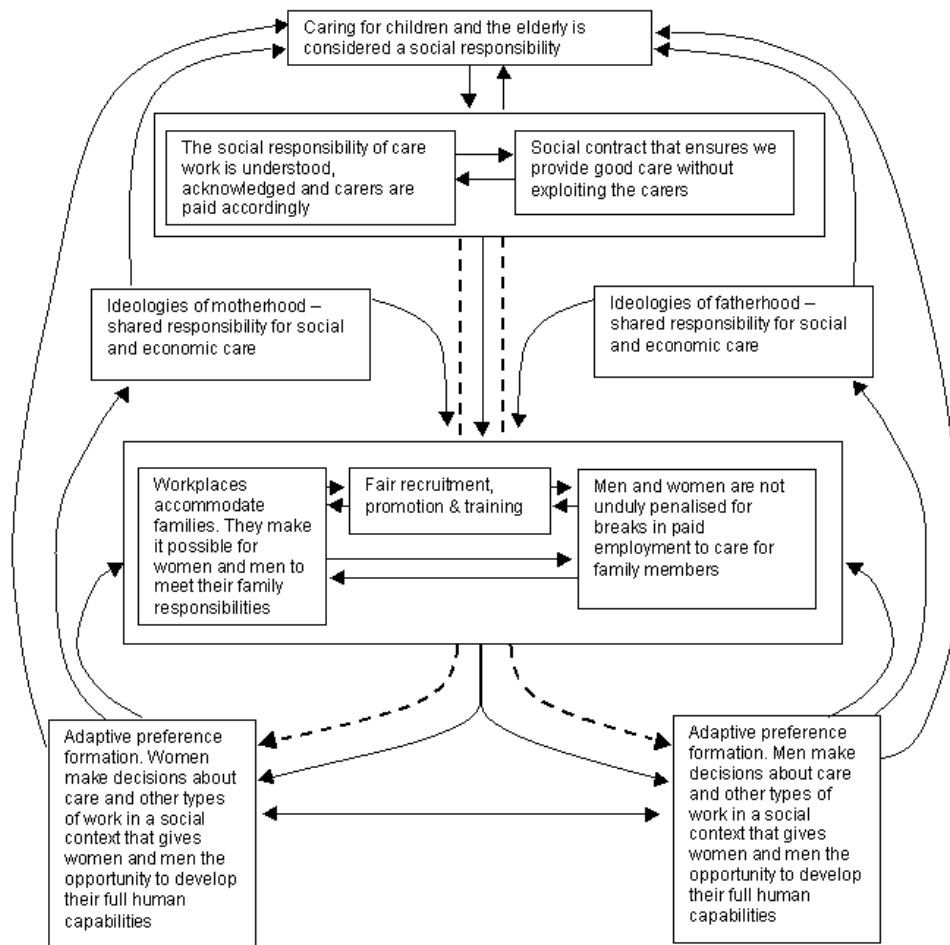 Caring for children and the elderly is
considered a social responsibility
The social responsibility of care
work is understood,
acknowledged and carers are
paid accordingly
Social contract that ensures we
provide good care without
exploiting the carers
Ideologies of motherhood –
shared responsibility for social
and economic care
Ideologies of fatherhood –
shared responsibility for social
and economic care
Workplaces
accommodate
families. They make
it possible for
women and men to
meet their family
responsibilities
Fair recruitment,
promotion & training
Men and women are not
unduly penalised for
breaks in paid
employment to care for
family members
Adaptive preference
formation. Women
make decisions about
care and other types
of work in a social
context that gives
women and men the
opportunity to develop
their full human
capabilities
Adaptive preference
formation. Men make
decisions about care
and other types of
work in a social
context that gives
women and men the
opportunity to
develop their full human
capabilities